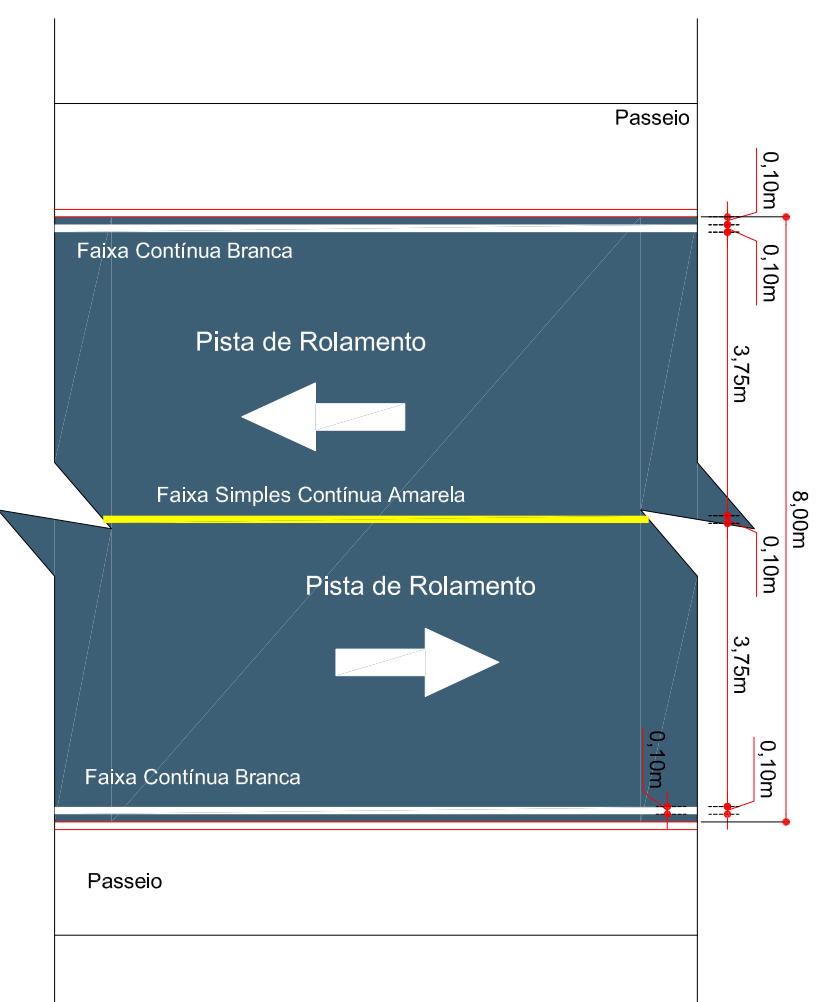 Passeio
0,10m
Faixa Contínua Branca
0,10m
Pista de Rolamento
3,75m
Faixa Simples Contínua Amarela
8,00m
0,10m
Pista de Rolamento
3,75m
0,10m
0,10m
Faixa Contínua Branca
Passeio